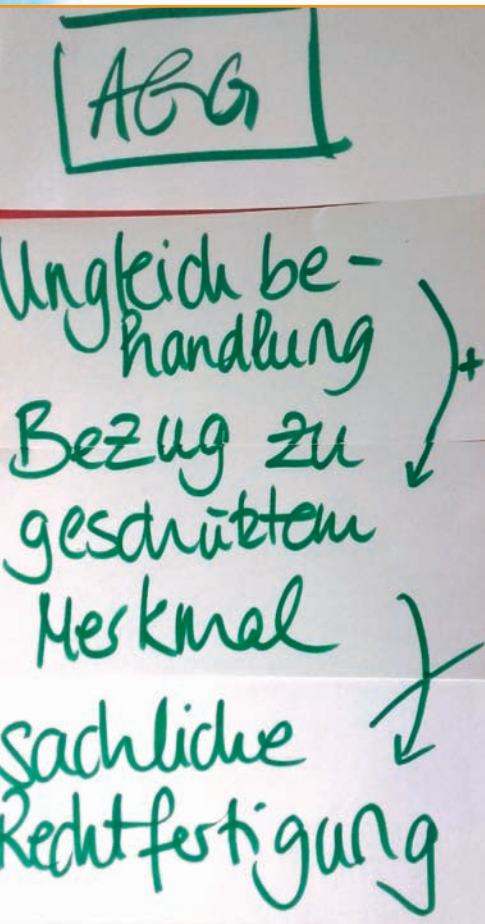 AGG
Ungleich be-
handlung
+
Bezug zu
geschütztem
Merkmal
sachliche
Rechtfertigung